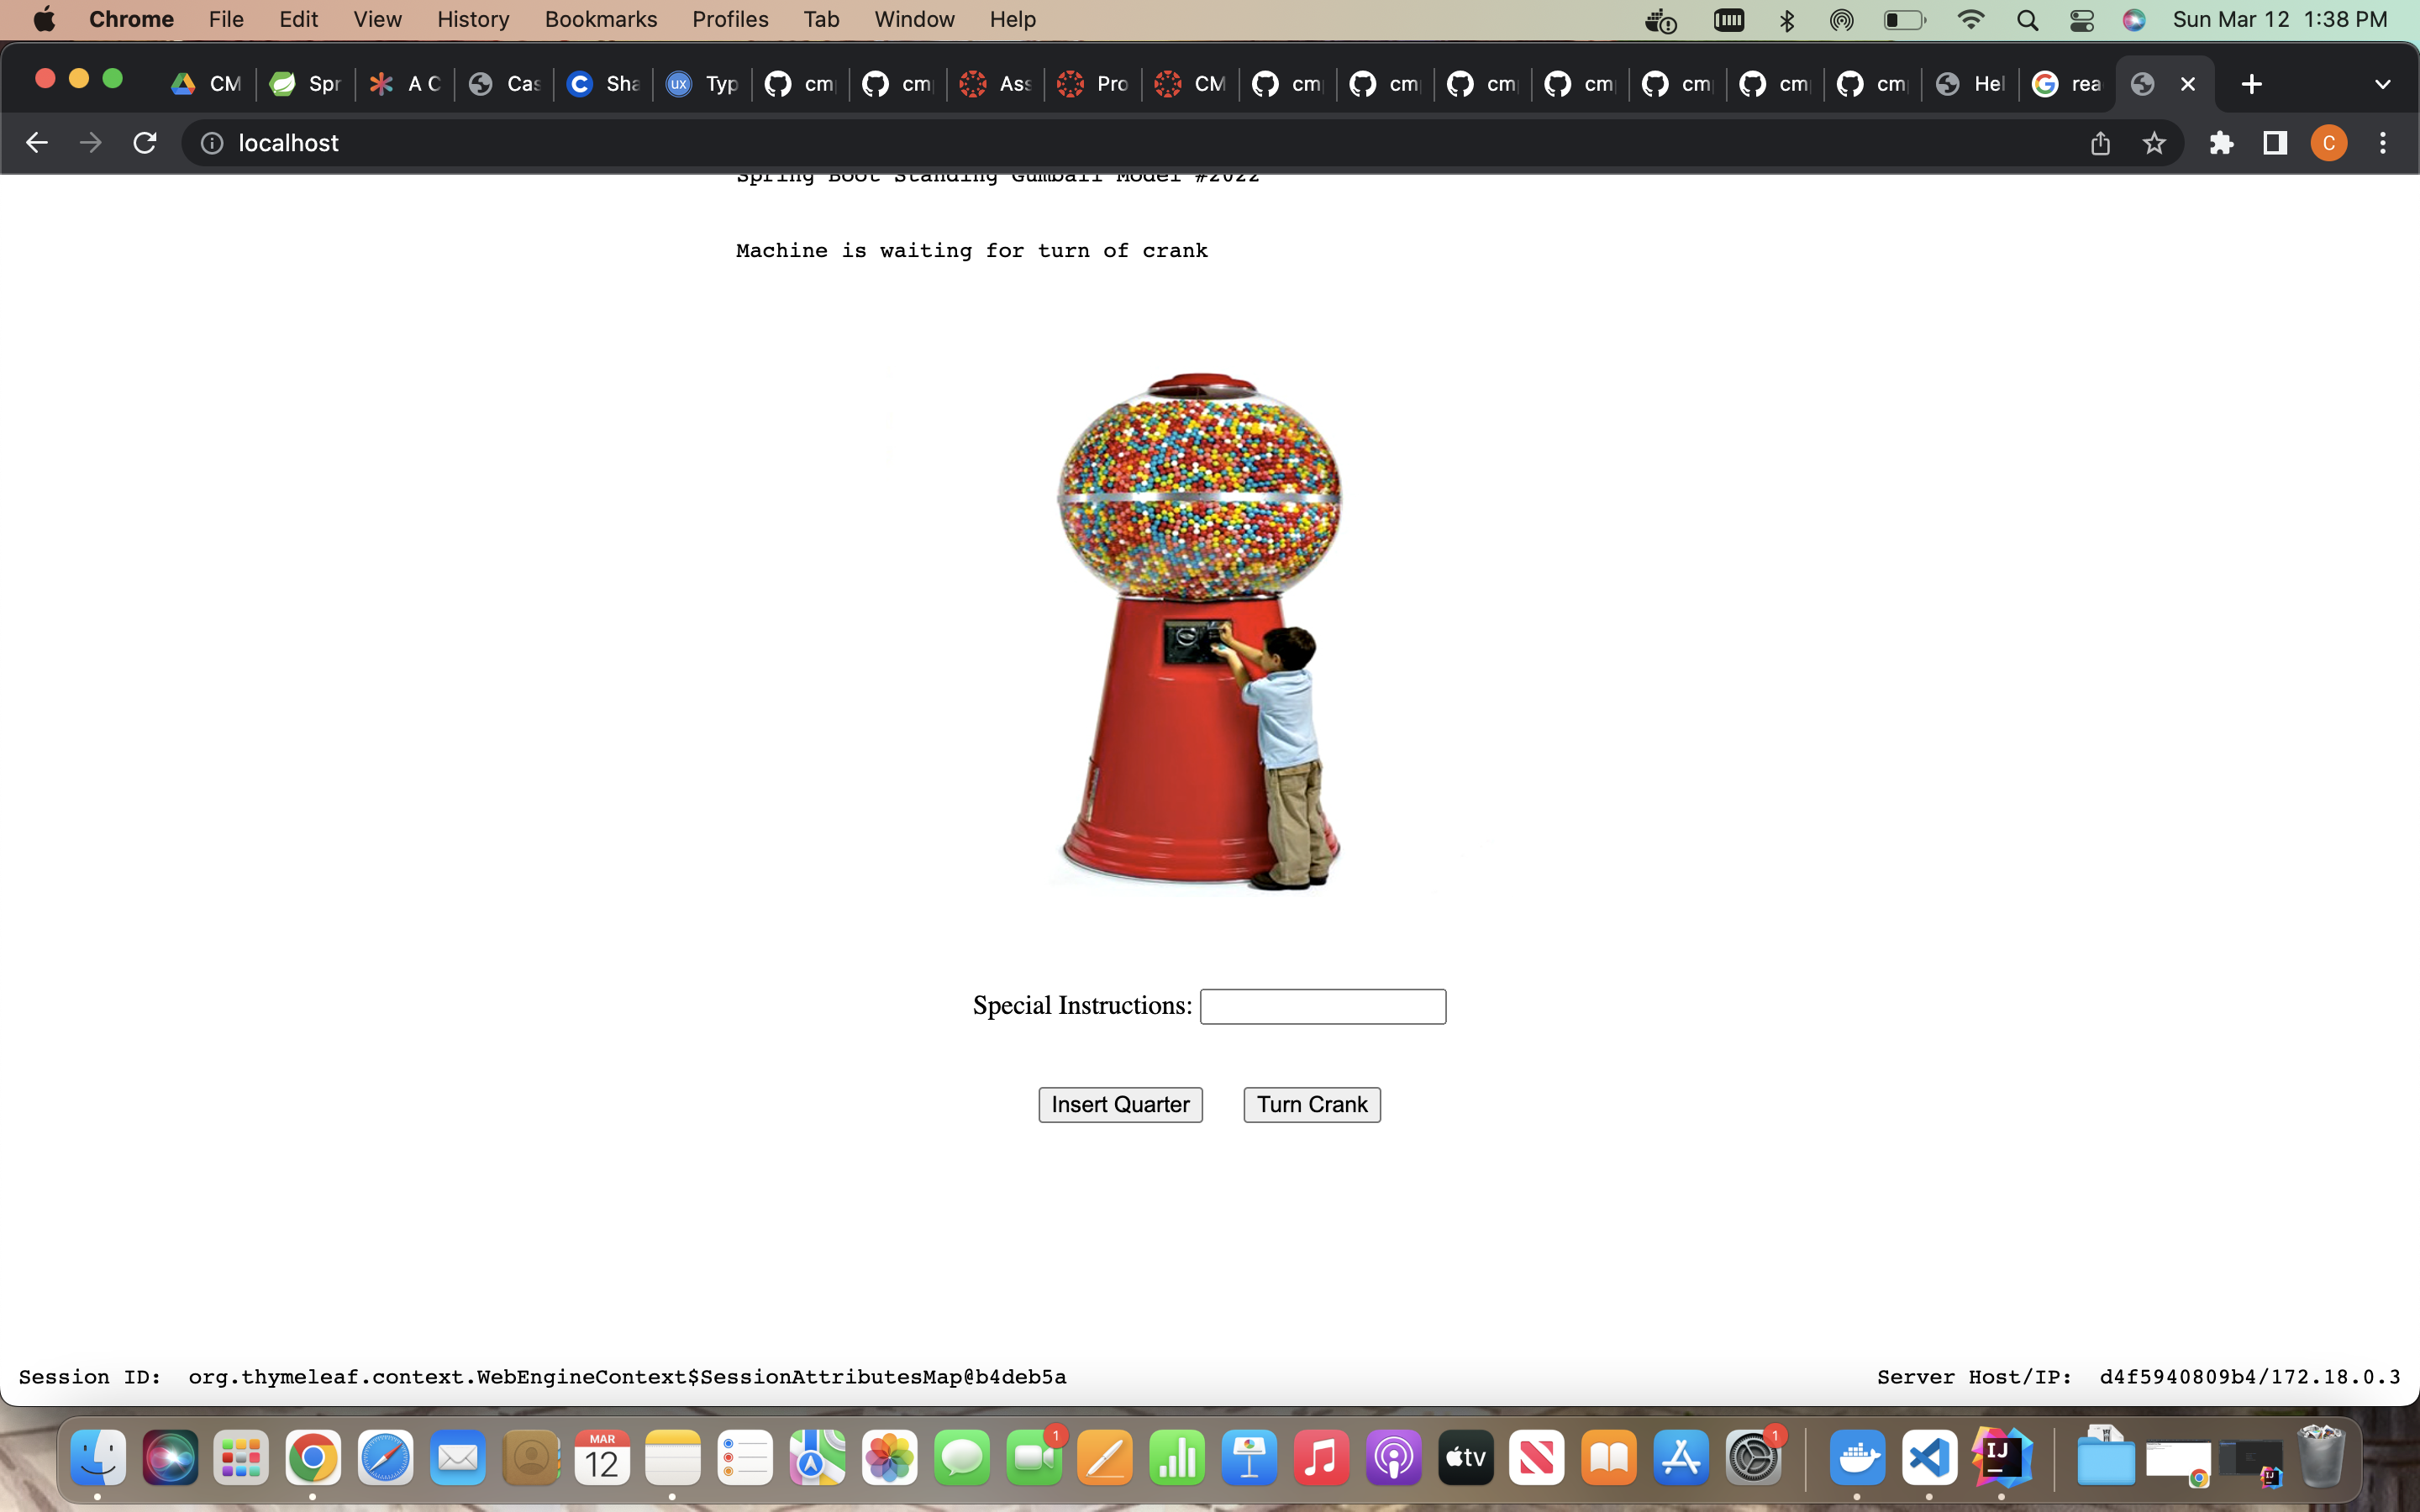 Chrome File Edit View History Bookmarks Profiles Tab Window Help Sun Mar 12 1:38 PM
CM Spr A C Cas Sha ux Typ cm cm Ass Pro CM cm cm cm cm cm cm cm Hel rea
localhost C
Spring Boot Standing Gumball Model #2022
Machine is waiting for turn of crank
Special Instructions:
Insert Quarter Turn Crank
Session ID: org.thymeleaf.context.WebEngineContext$SessionAttributesMap@b4deb5a Server Host/IP: d4f5940809b4/172.18.0.3
MAR 12 1 tv 1 IJ